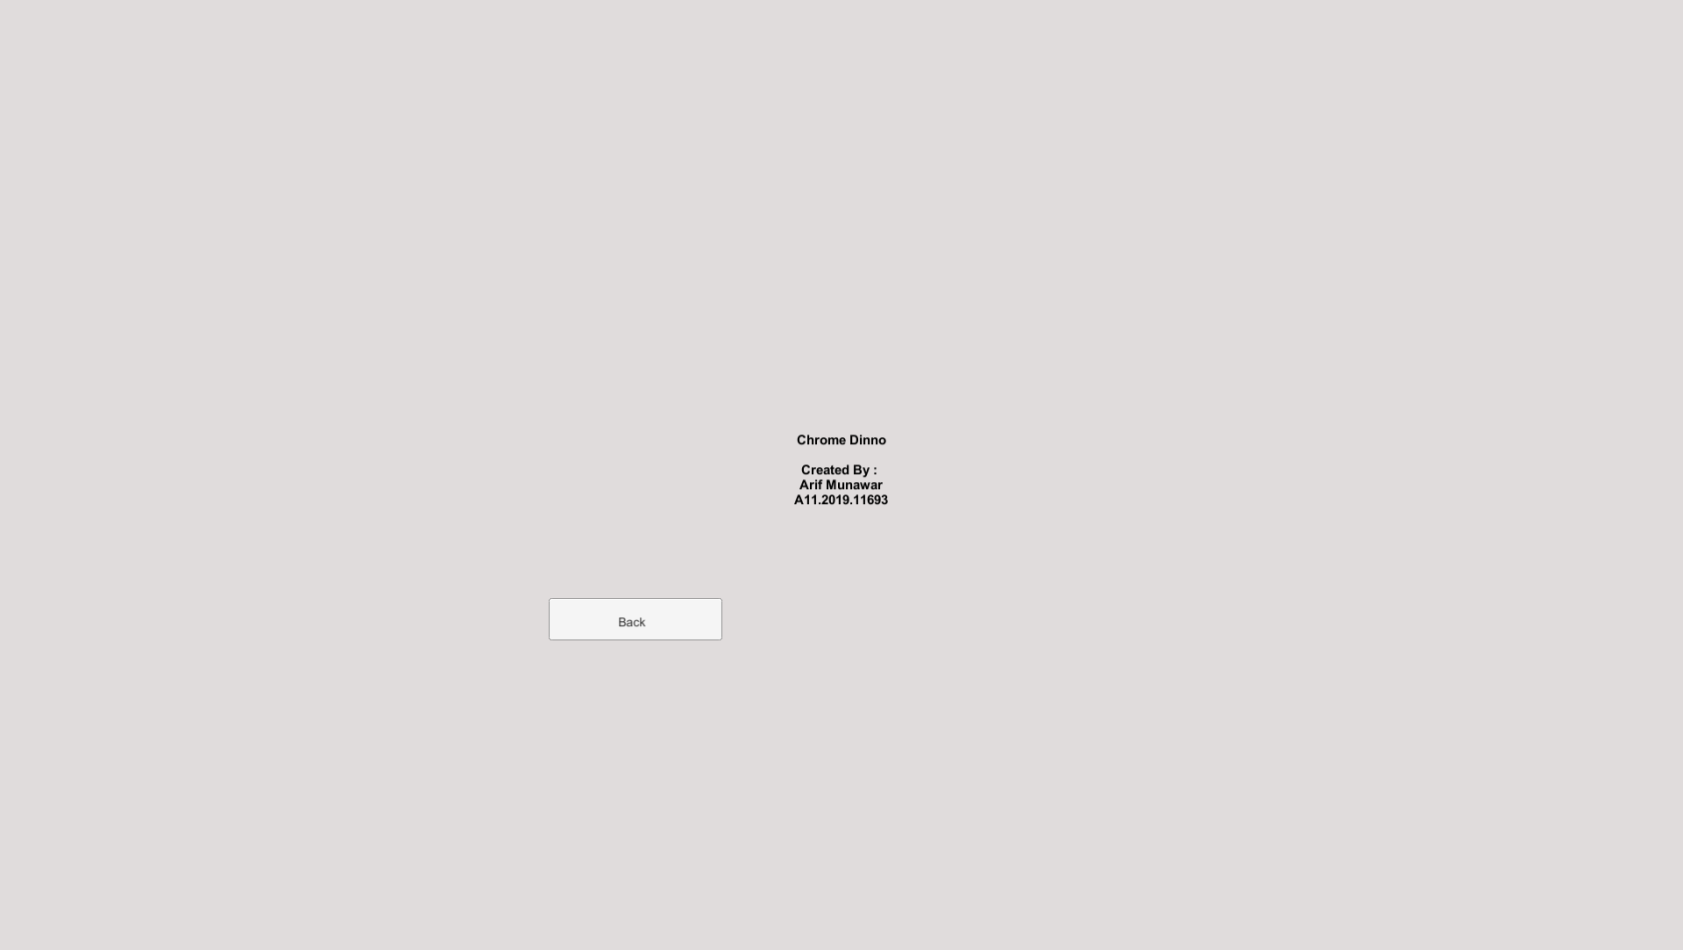 Chrome Dinno
Created By :
Arif Munawar
A11.2019.11693
Back